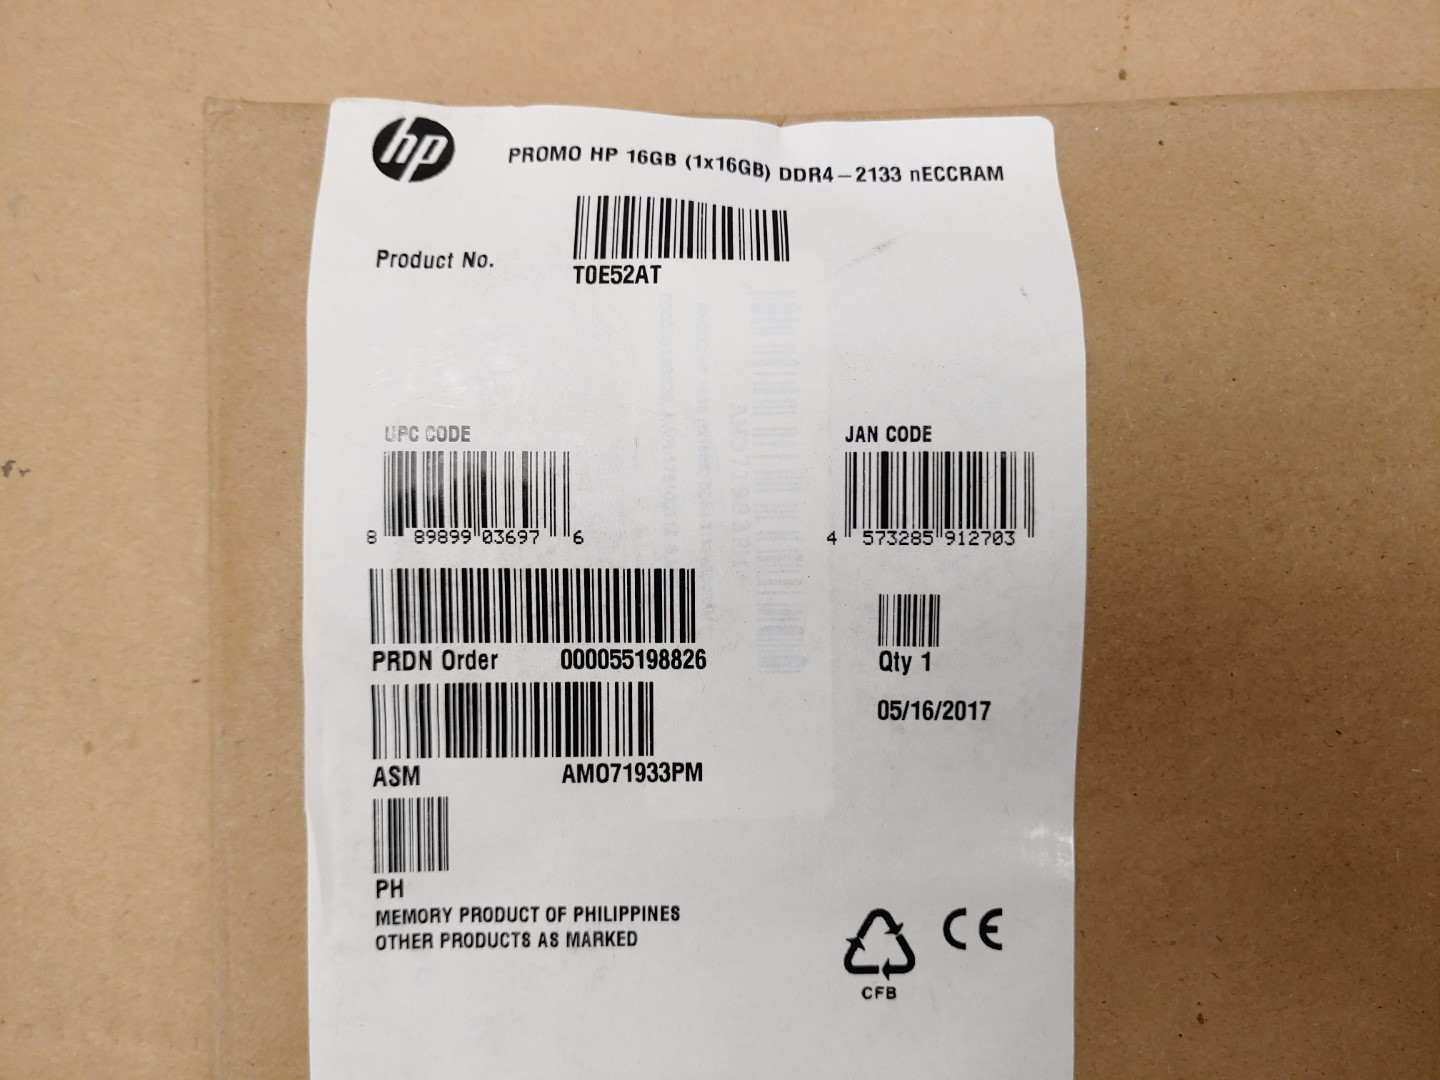 hp
PROMO HP 16GB (1x16GB) DDR4-2133 nECCRAM
Product No.
T0E52AT
UPC CODE
JAN CODE
8 89899 03697 6
4 573285 912703
PRDN Order 000055198826
Qty 1
05/16/2017
ASM AMO71933PM
PH
MEMORY PRODUCT OF PHILIPPINES
OTHER PRODUCTS AS MARKED
CE
CFB